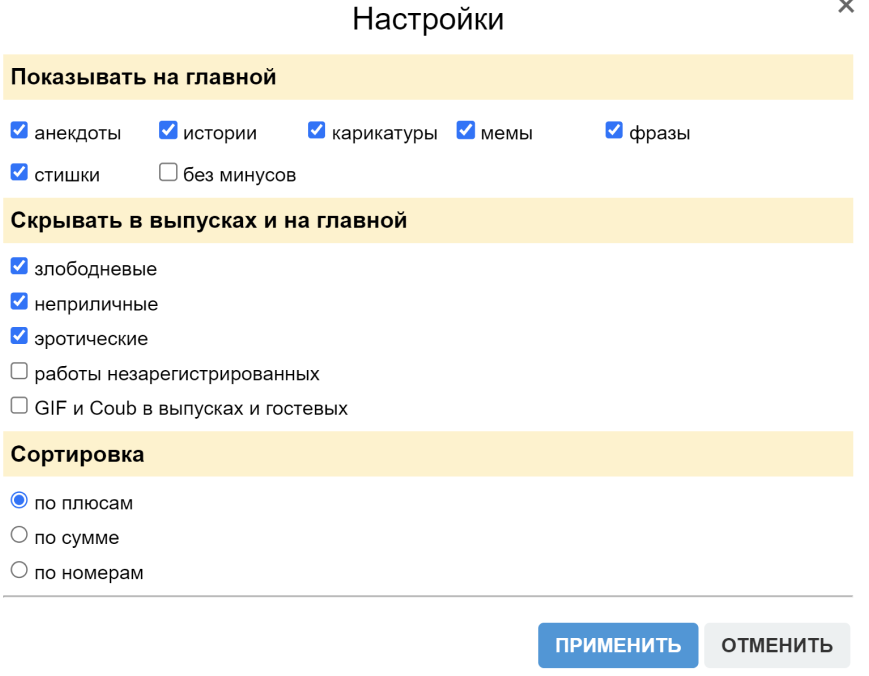 Настройки
Показывать на главной
анекдоты истории карикатуры мемы фразы
стишки без минусов
Скрывать в выпусках и на главной
злободневые
неприличные
эротические
работы незарегистрированных
GIF и Coub в выпусках и гостевых
Сортировка
по плюсам
по сумме
по номерам
ПРИМЕНИТЬ ОТМЕНИТЬ